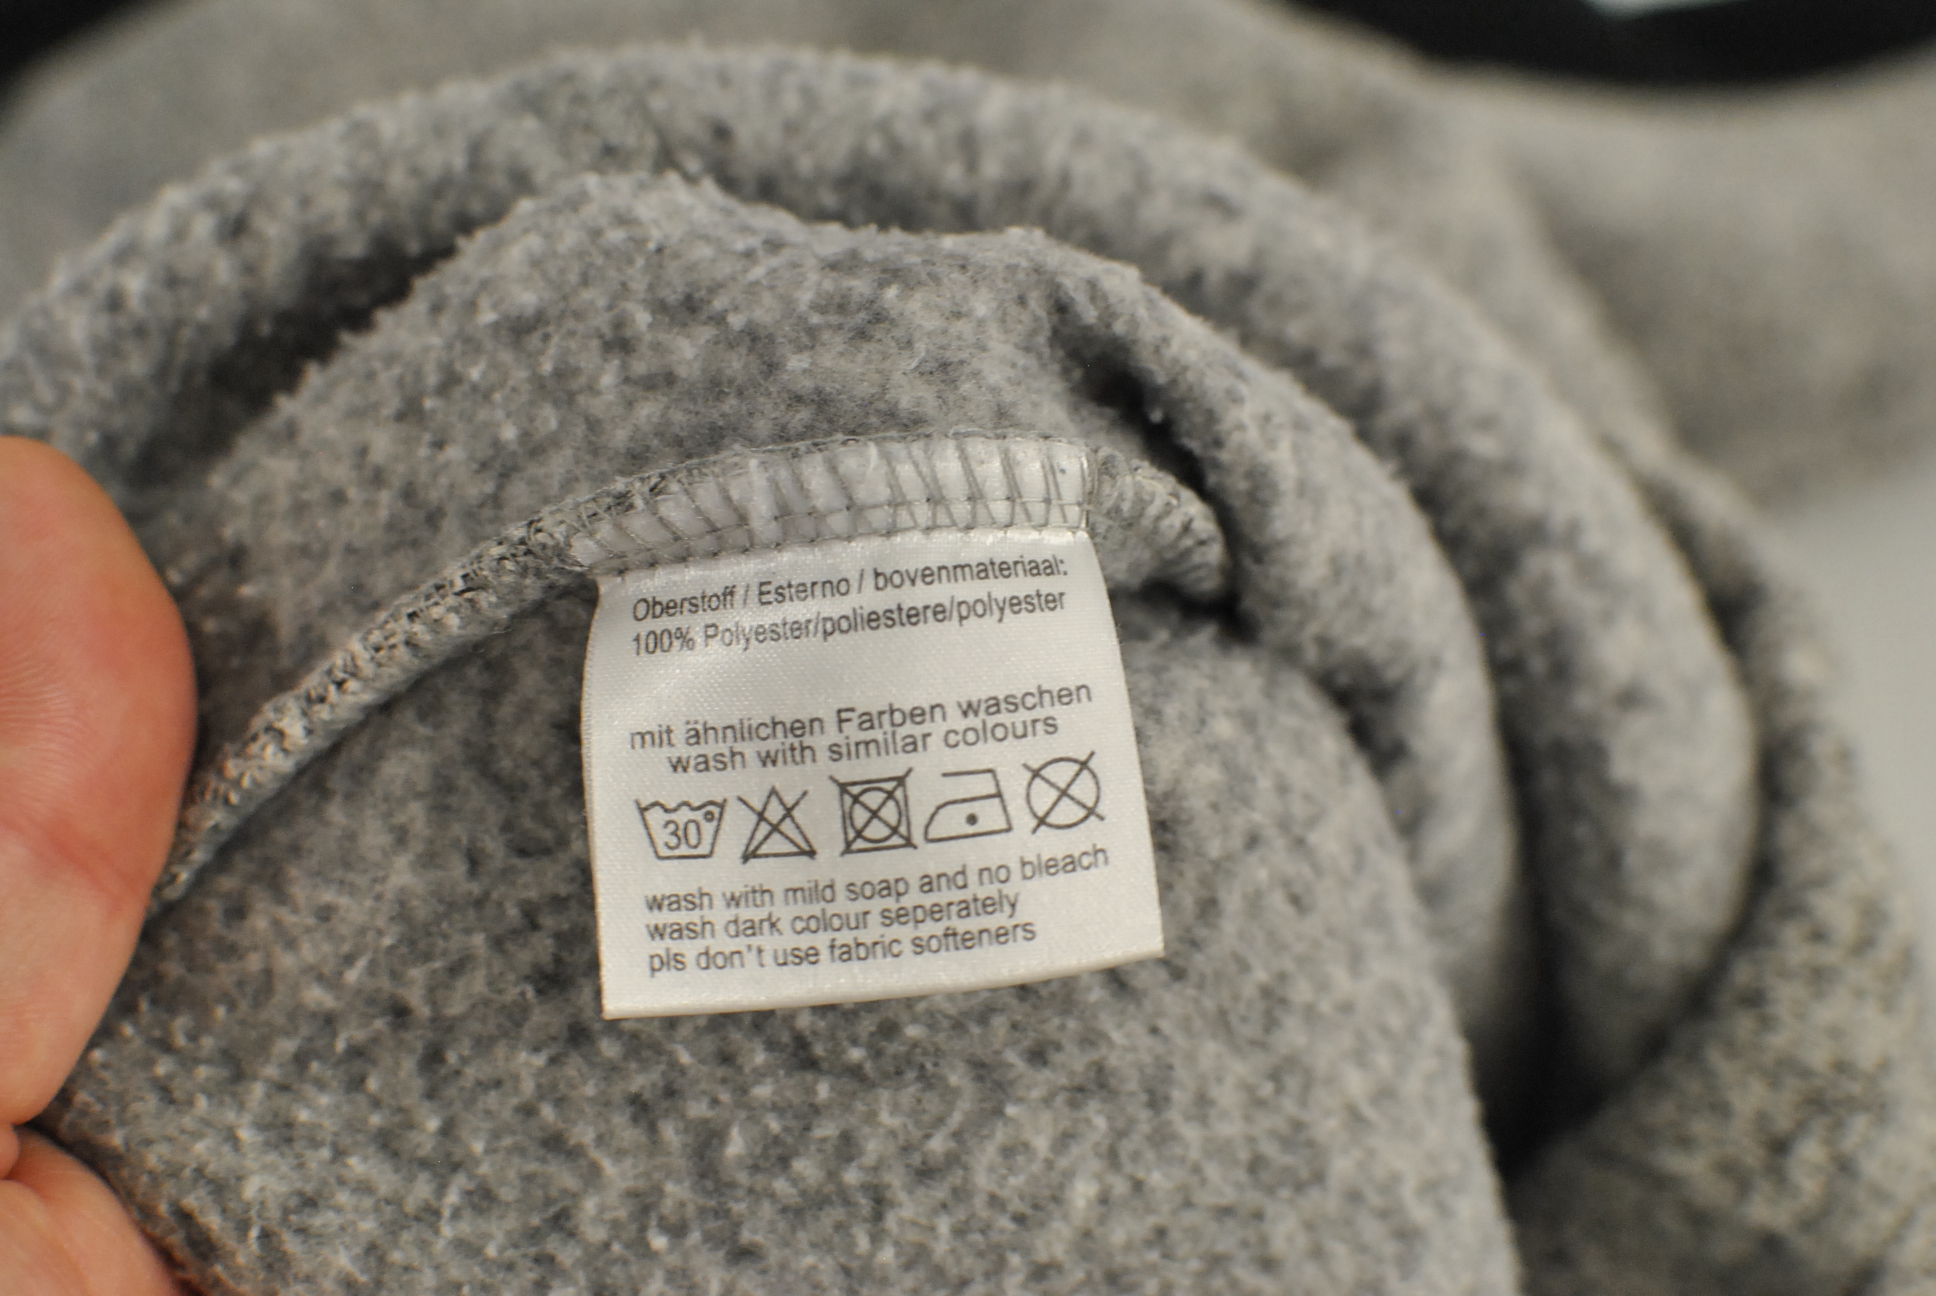 Oberstoff / Esterno / bovenmateriaal:
100% Polyester/poliestere/polyester
mit ähnlichen Farben waschen
wash with similar colours
30°
wash with mild soap and no bleach
wash dark colour seperately
pls don't use fabric softeners